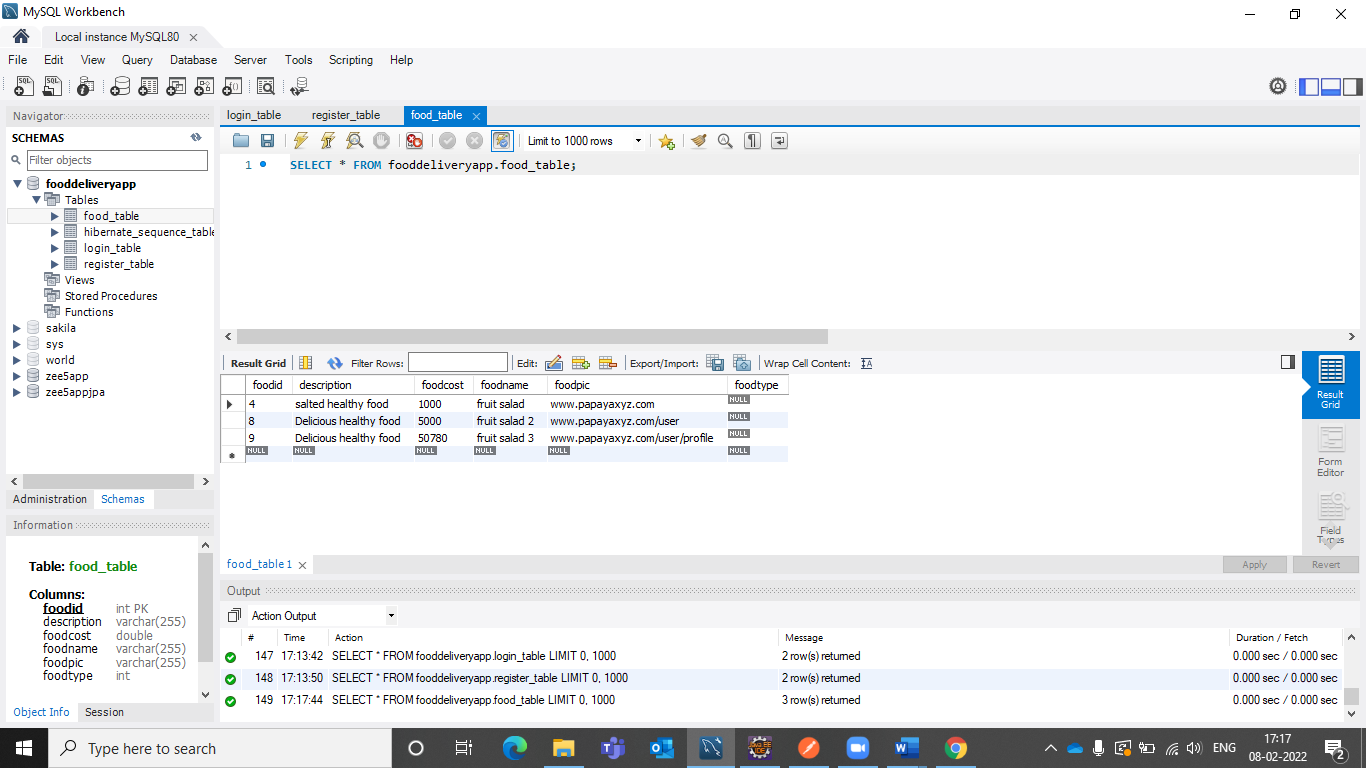 MySQL Workbench
Local instance MySQL80
File Edit View Query Database Server Tools Scripting Help
Navigator
SCHEMAS
Filter objects
fooddeliveryapp
Tables
food_table
hibernate_sequence_table
login_table
register_table
Views
Stored Procedures
Functions
sakila
sys
world
zee5app
zee5appjpa
Administration Schemas
Information
Table: food_table
Columns:
foodid int PK
description varchar(255)
foodcost double
foodname varchar(255)
foodpic varchar(255)
foodtype int
Object Info Session
login_table register_table food_table
Limit to 1000 rows
1 SELECT * FROM fooddeliveryapp.food_table;
Result Grid Filter Rows: Edit: Export/Import: Wrap Cell Content:
foodid description foodcost foodname foodpic foodtype
4 salted healthy food 1000 fruit salad www.papayaxyz.com NULL
8 Delicious healthy food 5000 fruit salad 2 www.papayaxyz.com/user NULL
9 Delicious healthy food 50780 fruit salad 3 www.papayaxyz.com/user/profile NULL
NULL NULL NULL NULL NULL NULL
Result
Grid
Form
Editor
Field
Types
food_table 1
Apply Revert
Output
Action Output
# Time Action Message Duration / Fetch
147 17:13:42 SELECT * FROM fooddeliveryapp.login_table LIMIT 0, 1000 2 row(s) returned 0.000 sec / 0.000 sec
148 17:13:50 SELECT * FROM fooddeliveryapp.register_table LIMIT 0, 1000 2 row(s) returned 0.000 sec / 0.000 sec
149 17:17:44 SELECT * FROM fooddeliveryapp.food_table LIMIT 0, 1000 3 row(s) returned 0.000 sec / 0.000 sec
Type here to search
ENG
17:17
08-02-2022
2